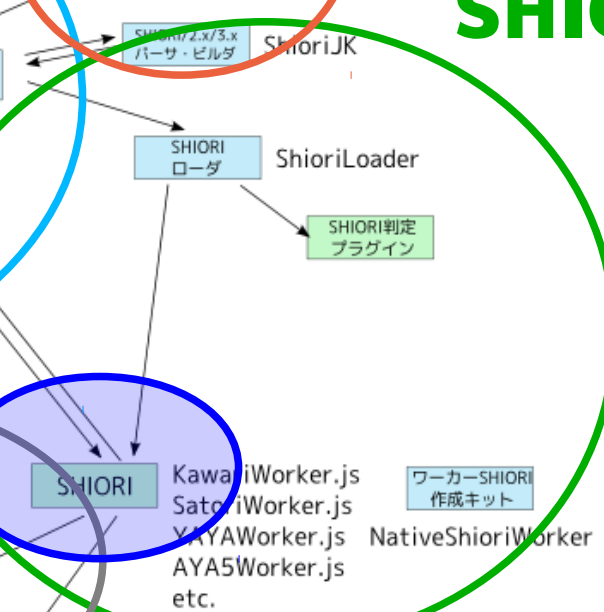 SHIORI/2.x/3.x
パーサ・ビルダ
ShioriJK
SHIORI
ローダ
ShioriLoader
SHIORI判定
プラグイン
SHIORI
KawariWorker.js
SatoriWorker.js
YAYAWorker.js
AYA5Worker.js
etc.
ワーカーSHIORI
作成キット
NativeShioriWorker